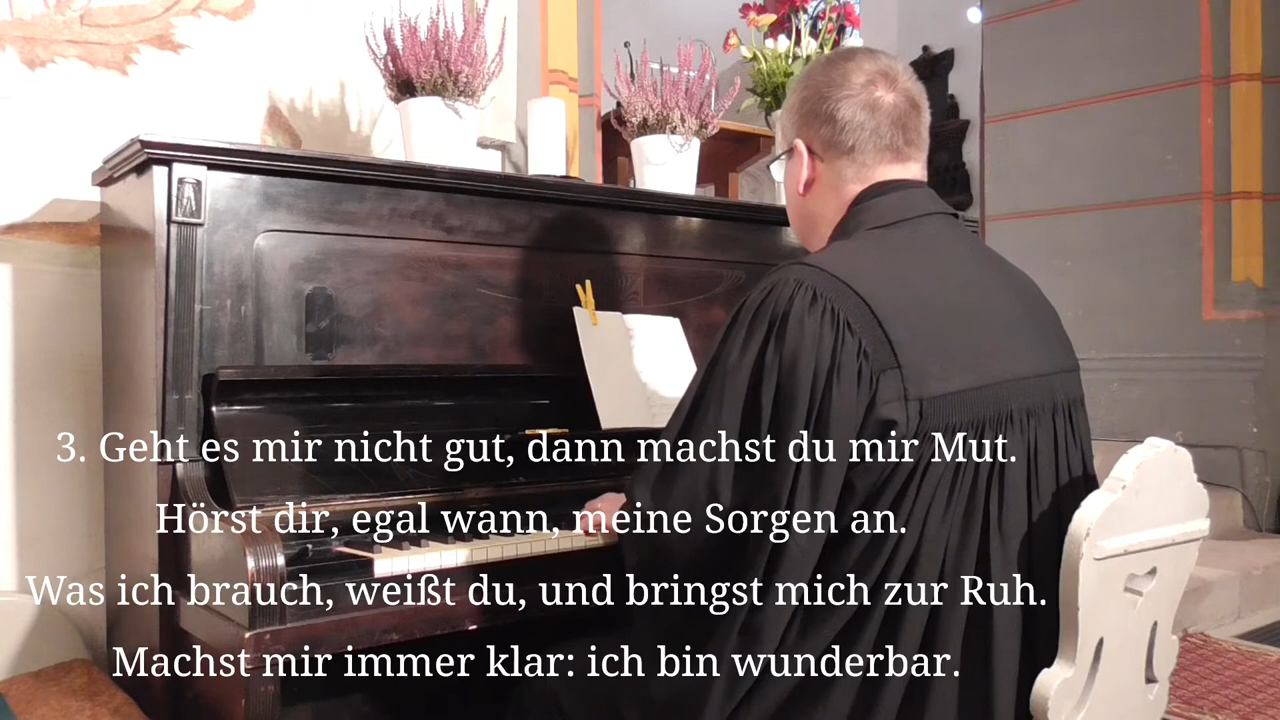 3. Geht es mir nicht gut, dann machst du mir Mut.
Hörst dir, egal wann, meine Sorgen an.
Was ich brauch, weißt du, und bringst mich zur Ruh.
Machst mir immer klar: ich bin wunderbar.